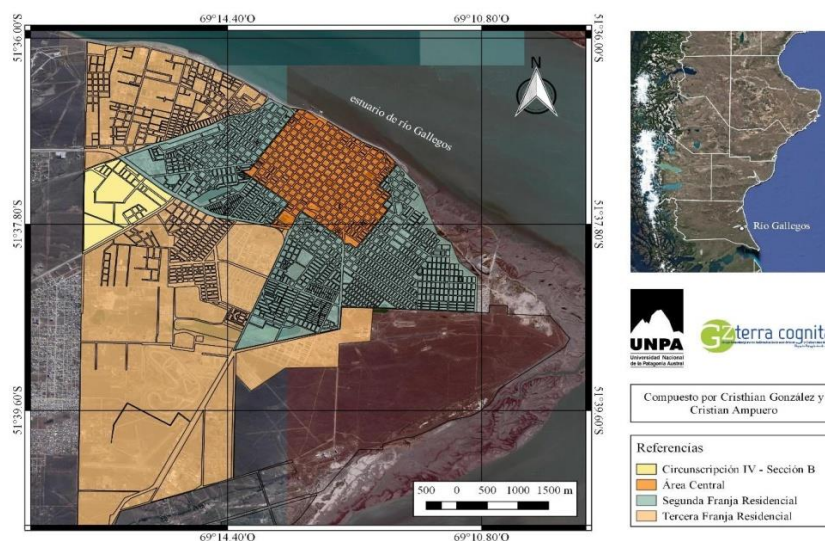 69°14.40'O
69°10.80'O
51°36.00'S
51°36.00'S
N
estuario de río Gallegos
51°37.80'S
51°37.80'S
51°39.60'S
51°39.60'S
500 0 500 1000 1500 m
69°14.40'O
69°10.80'O
Río Gallegos
UNPA
Universidad Nacional
de la Patagonia Austral
GZ terra cognita
Compuesto por Cristhian González y
Cristian Ampuero
Referencias
Circunscripción IV - Sección B
Área Central
Segunda Franja Residencial
Tercera Franja Residencial